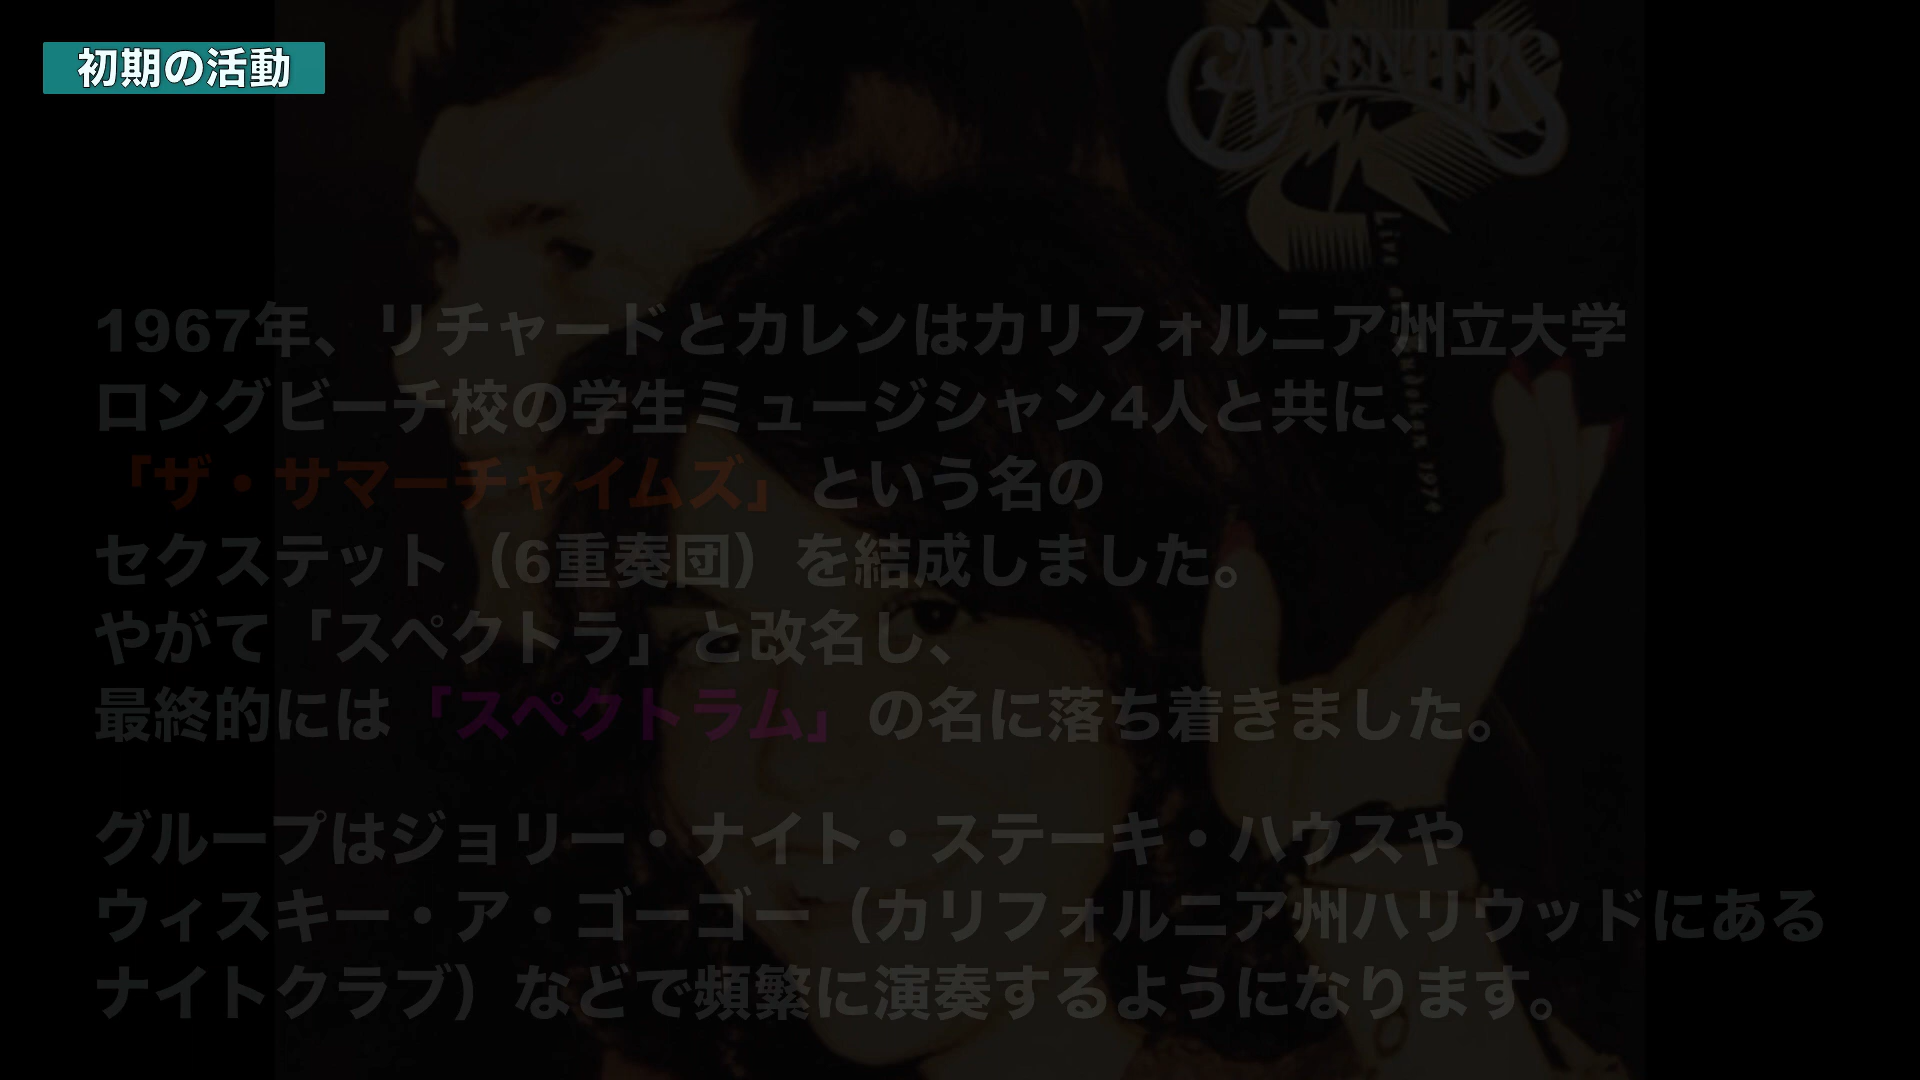 初期の活動
CARPENTERS
Live at Budokan 1974
1967年、リチャードとカレンはカリフォルニア州立大学
ロングビーチ校の学生ミュージシャン4人と共に、
「ザ・サマーチャイムズ」という名の
セクステット（6重奏団）を結成しました。
やがて「スペクトラ」と改名し、
最終的には「スペクトラム」の名に落ち着きました。
グループはジョリー・ナイト・ステーキ・ハウスや
ウィスキー・ア・ゴーゴー（カリフォルニア州ハリウッドにある
ナイトクラブ）などで頻繁に演奏するようになります。